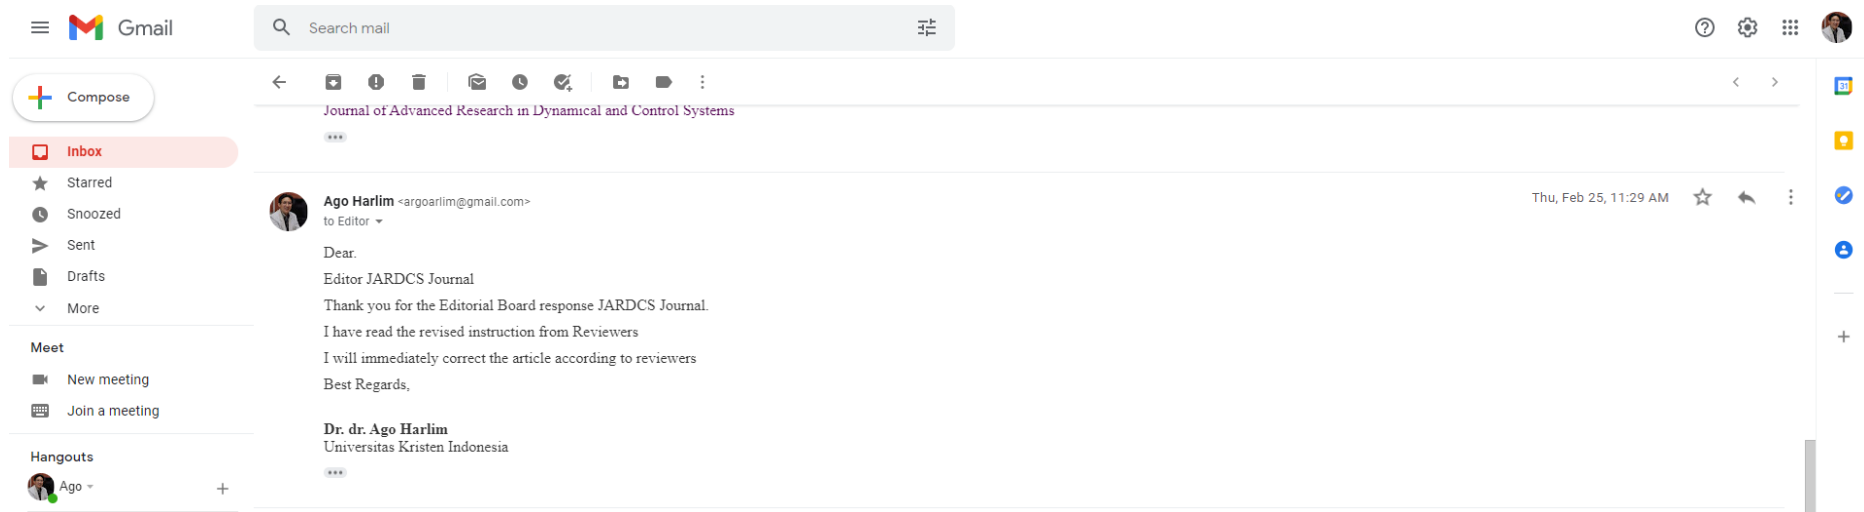 Gmail
Search mail
Compose
Journal of Advanced Research in Dynamical and Control Systems
Inbox
Starred
Snoozed
Sent
Drafts
More
Meet
New meeting
Join a meeting
Hangouts
Ago
Ago Harlim <argoarlim@gmail.com>
Thu, Feb 25, 11:29 AM
to Editor
Dear.
Editor JARDCS Journal
Thank you for the Editorial Board response JARDCS Journal.
I have read the revised instruction from Reviewers
I will immediately correct the article according to reviewers
Best Regards,
Dr. dr. Ago Harlim
Universitas Kristen Indonesia
31